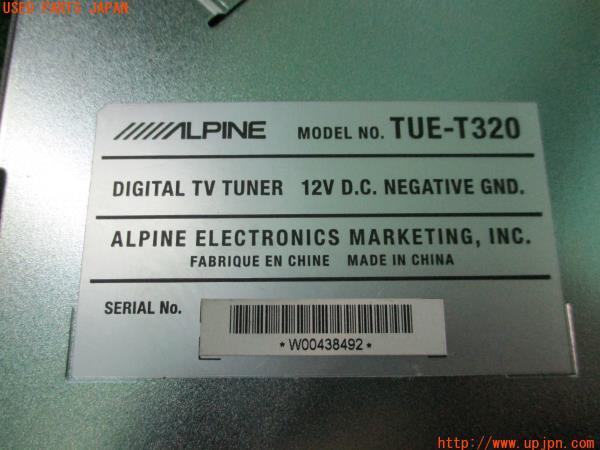 USED PARTS JAPAN
ALPINE MODEL NO. TUE-T320
DIGITAL TV TUNER 12V D.C. NEGATIVE GND.
ALPINE ELECTRONICS MARKETING, INC.
FABRIQUE EN CHINE MADE IN CHINA
SERIAL No.
*W00438492*
http://www.upjpn.com